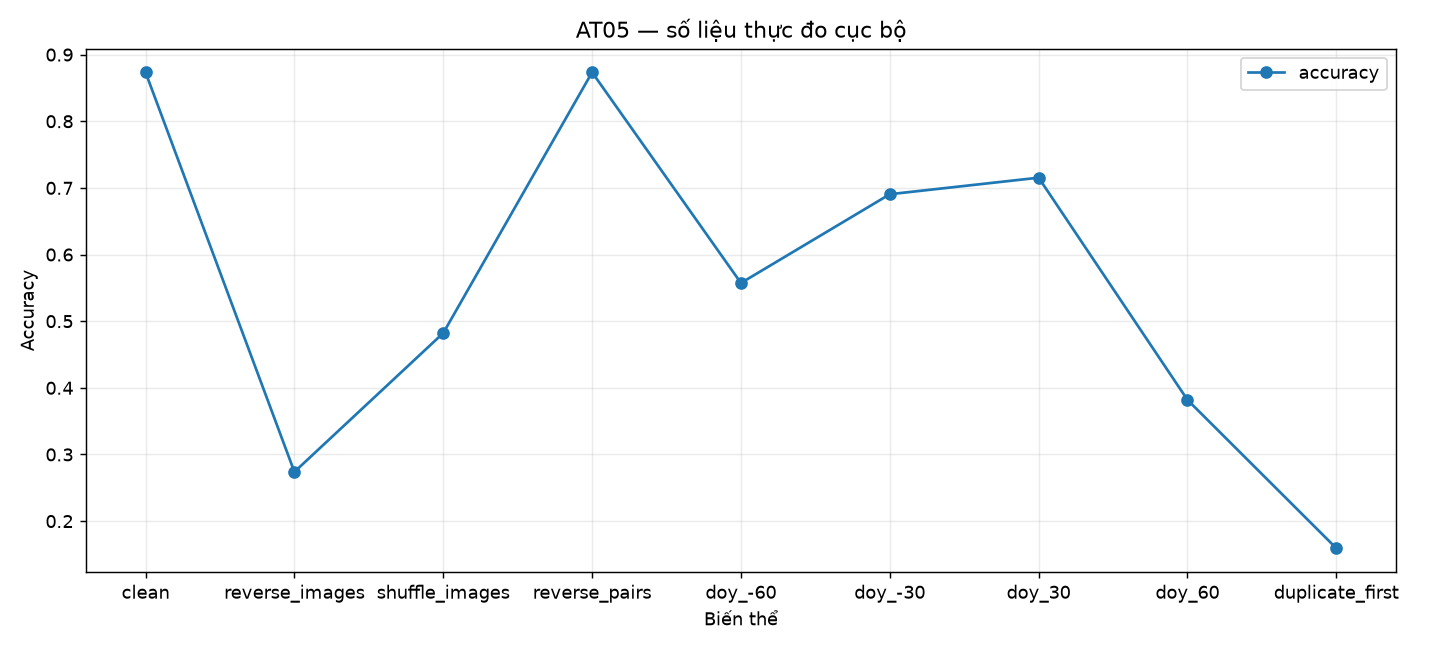 AT05 — số liệu thực đo cục bộ
accuracy
Accuracy
0.9
0.8
0.7
0.6
0.5
0.4
0.3
0.2
clean reverse_images shuffle_images reverse_pairs doy_-60 doy_-30 doy_30 doy_60 duplicate_first
Biến thể